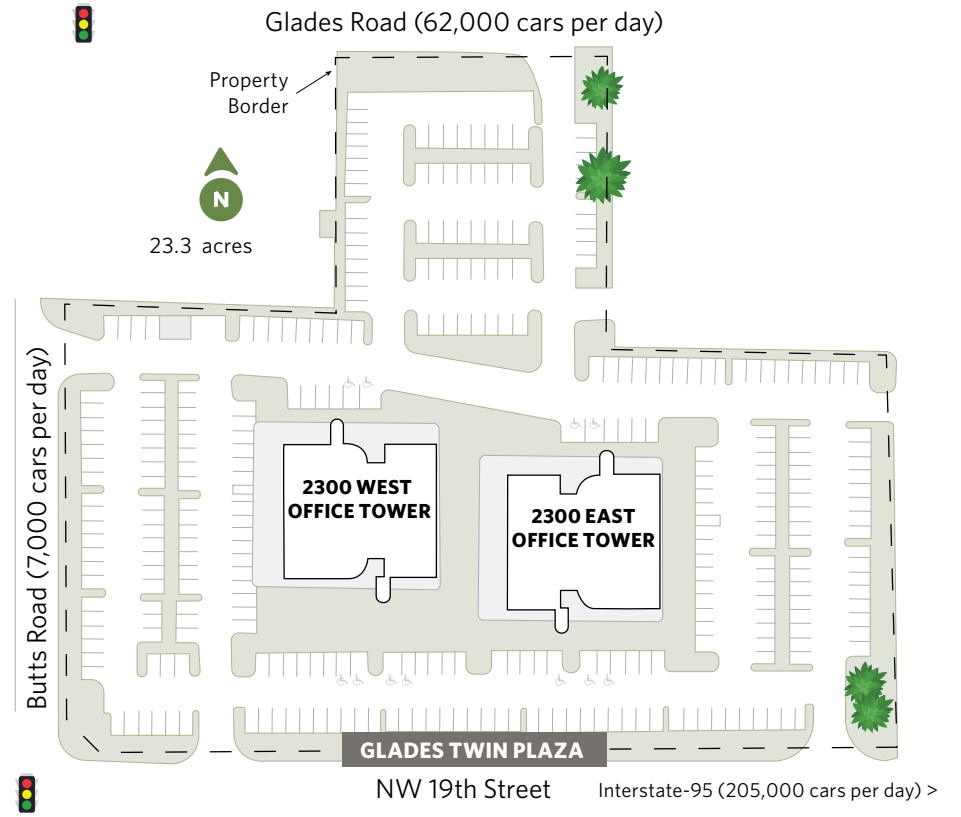 Glades Road (62,000 cars per day)
Property
Border
N
23.3 acres
Butts Road (7,000 cars per day)
2300 WEST
OFFICE TOWER
2300 EAST
OFFICE TOWER
GLADES TWIN PLAZA
NW 19th Street
Interstate-95 (205,000 cars per day) >